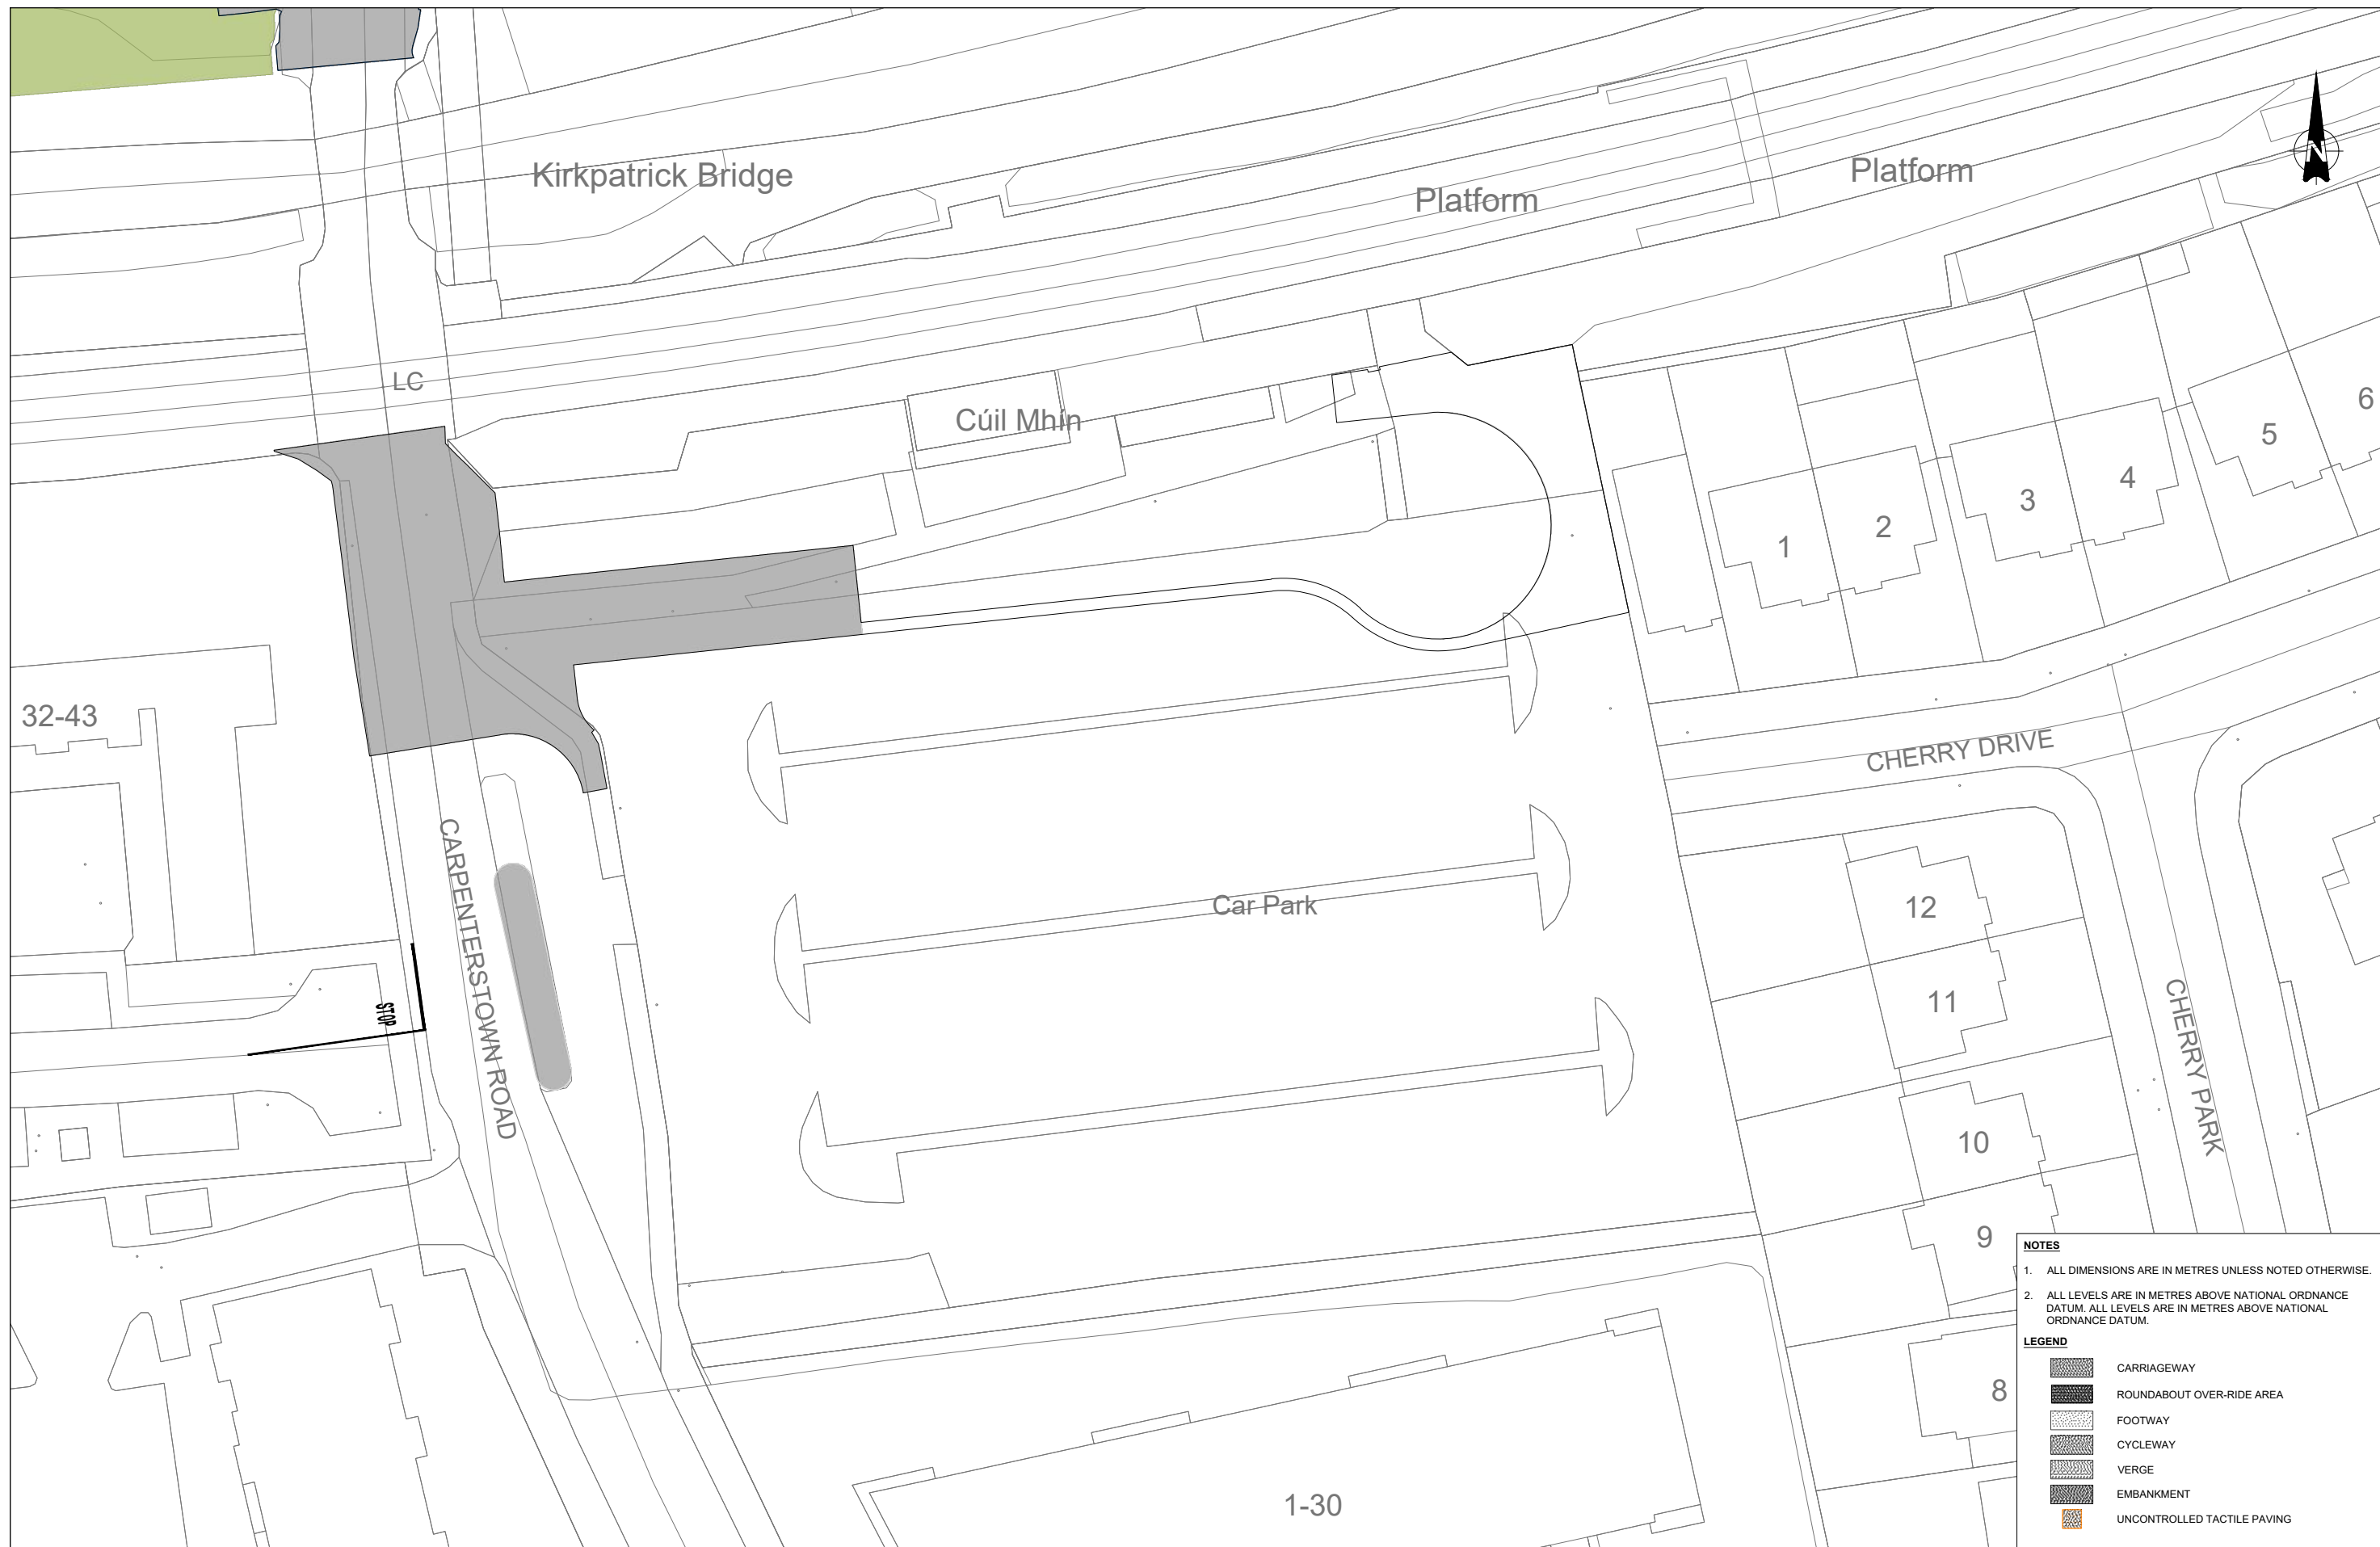 Kirkpatrick Bridge
Platform
Platform
N
LC
Cúil Mhín
1
2
3
4
5
6
32-43
CHERRY DRIVE
CARPENTERSTOWN ROAD
Car Park
STOP
12
11
10
9
8
CHERRY PARK
1-30
NOTES
1. ALL DIMENSIONS ARE IN METRES UNLESS NOTED OTHERWISE.
2. ALL LEVELS ARE IN METRES ABOVE NATIONAL ORDNANCE
DATUM. ALL LEVELS ARE IN METRES ABOVE NATIONAL
ORDNANCE DATUM.
LEGEND
CARRIAGEWAY
ROUNDABOUT OVER-RIDE AREA
FOOTWAY
CYCLEWAY
VERGE
EMBANKMENT
UNCONTROLLED TACTILE PAVING